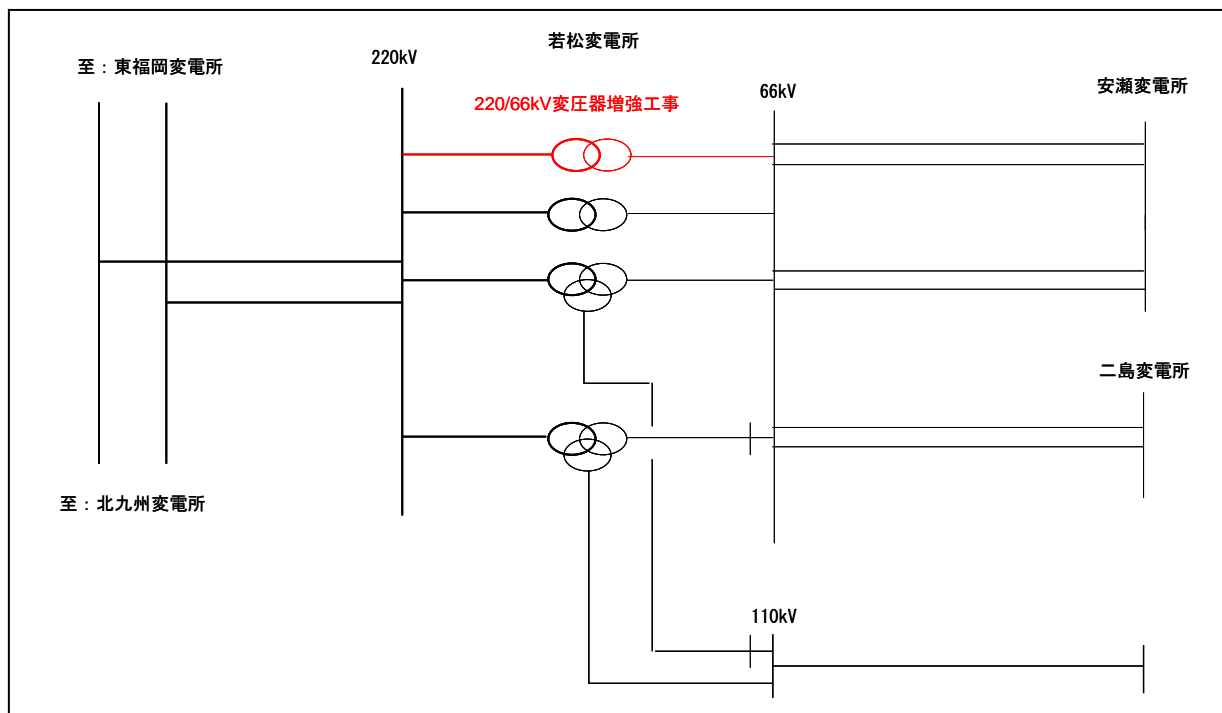 若松変電所
220kV
至：東福岡変電所
安瀬変電所
220/66kV変圧器増強工事
66kV
二島変電所
至：北九州変電所
110kV